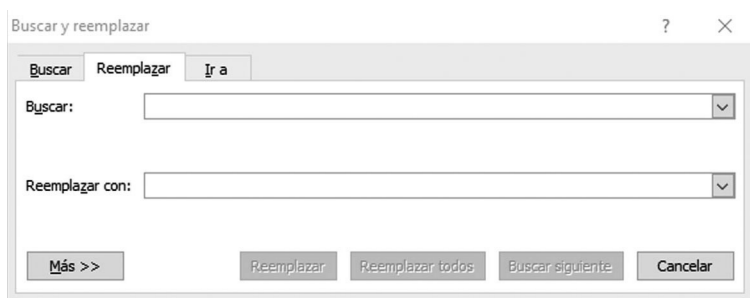 Buscar y reemplazar ? ×
Buscar Reemplazar Ir a
Buscar:
Reemplazar con:
Más >> Reemplazar Reemplazar todos Buscar siguiente Cancelar